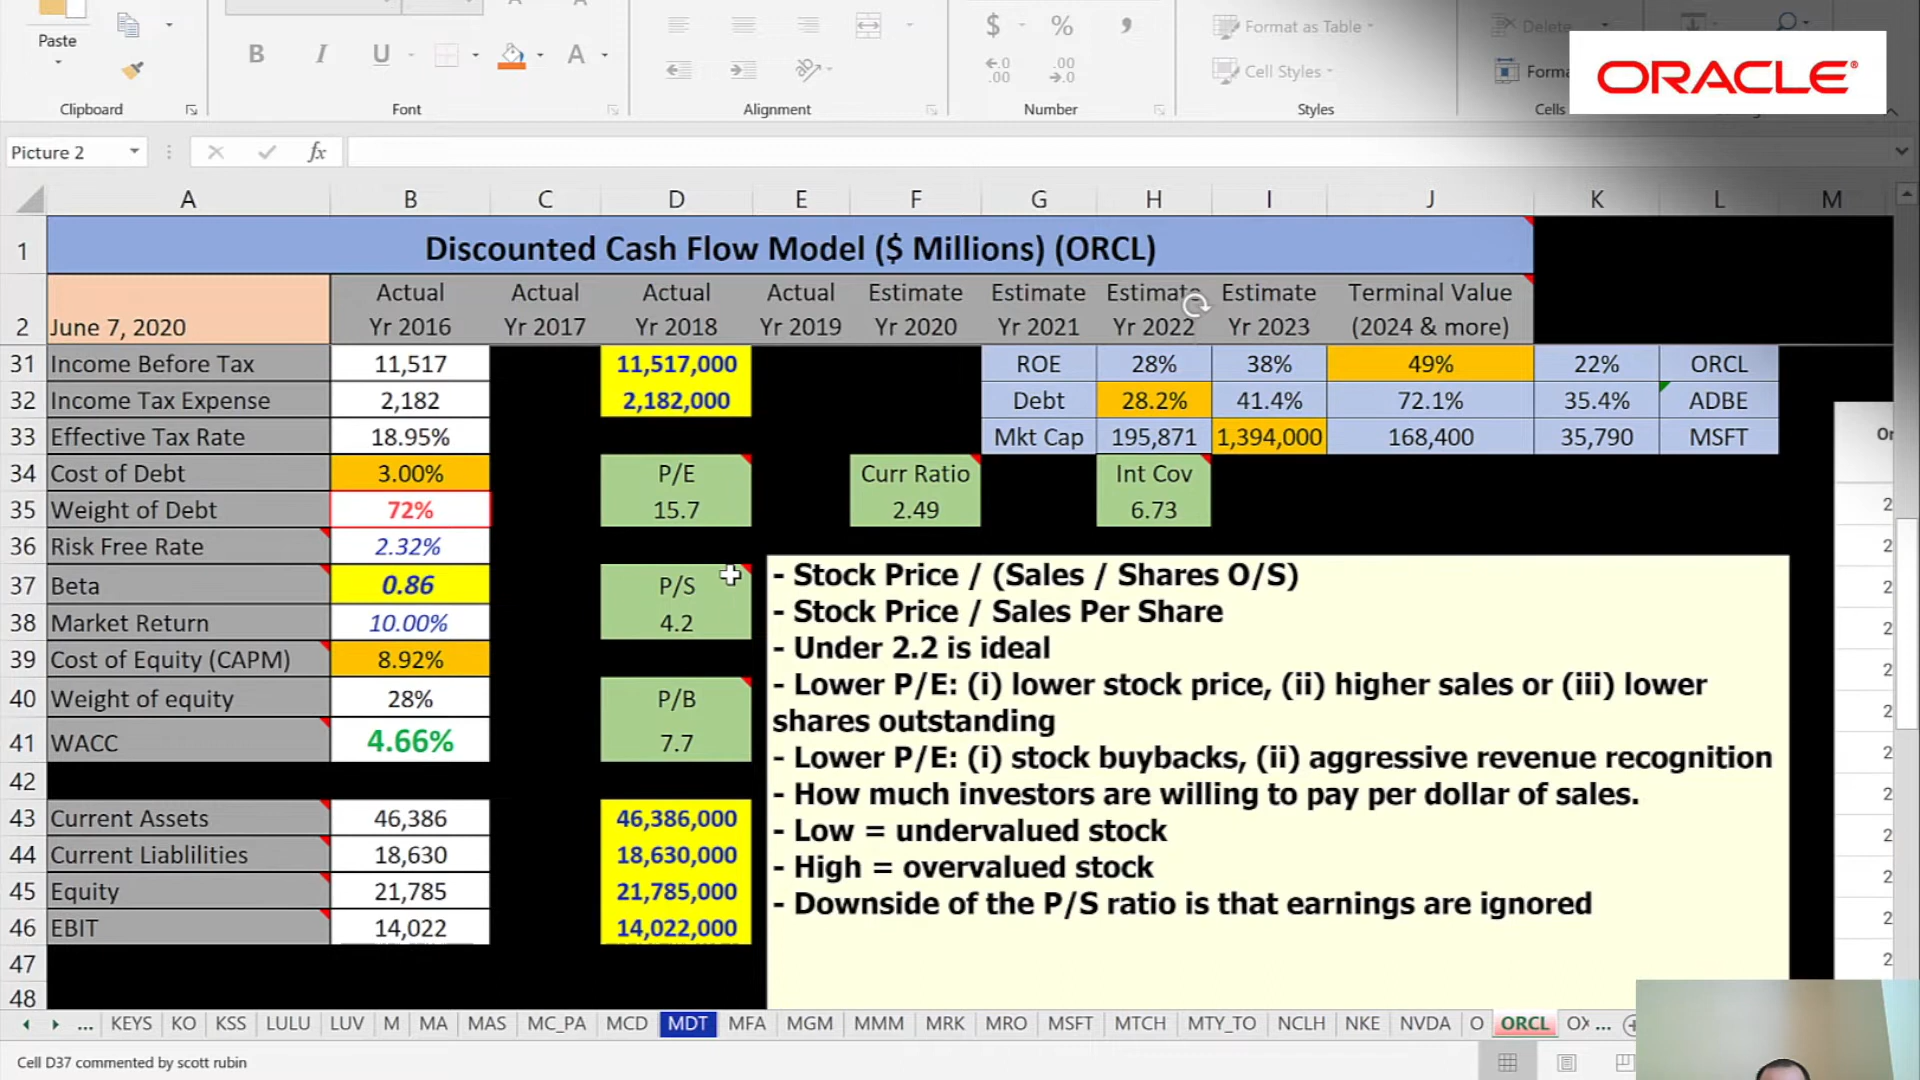 Paste
B I U A
$ % ,
Format as Table
Cell Styles
Delete
ORACLE
Clipboard Font Alignment Number Styles Cells
Picture 2 fx
A B C D E F G H I J K L M
1 Discounted Cash Flow Model ($ Millions) (ORCL)
Actual Actual Actual Actual Estimate Estimate Estimate Estimate Terminal Value
2 June 7, 2020 Yr 2016 Yr 2017 Yr 2018 Yr 2019 Yr 2020 Yr 2021 Yr 2022 Yr 2023 (2024 & more)
31 Income Before Tax 11,517 11,517,000 ROE 28% 38% 49% 22% ORCL
32 Income Tax Expense 2,182 2,182,000 Debt 28.2% 41.4% 72.1% 35.4% ADBE
33 Effective Tax Rate 18.95% Mkt Cap 195,871 1,394,000 168,400 35,790 MSFT
34 Cost of Debt 3.00% P/E Curr Ratio Int Cov
35 Weight of Debt 72% 15.7 2.49 6.73
36 Risk Free Rate 2.32%
37 Beta 0.86 P/S
38 Market Return 10.00% 4.2
39 Cost of Equity (CAPM) 8.92%
40 Weight of equity 28% P/B
41 WACC 4.66% 7.7
42
43 Current Assets 46,386 46,386,000
44 Current Liablilities 18,630 18,630,000
45 Equity 21,785 21,785,000
46 EBIT 14,022 14,022,000
47
48
- Stock Price / (Sales / Shares O/S)
- Stock Price / Sales Per Share
- Under 2.2 is ideal
- Lower P/E: (i) lower stock price, (ii) higher sales or (iii) lower
shares outstanding
- Lower P/E: (i) stock buybacks, (ii) aggressive revenue recognition
- How much investors are willing to pay per dollar of sales.
- Low = undervalued stock
- High = overvalued stock
- Downside of the P/S ratio is that earnings are ignored
... KEYS KO KSS LULU LUV M MA MAS MC_PA MCD MDT MFA MGM MMM MRK MRO MSFT MTCH MTY_TO NCLH NKE NVDA O ORCL OX ...
Cell D37 commented by scott rubin